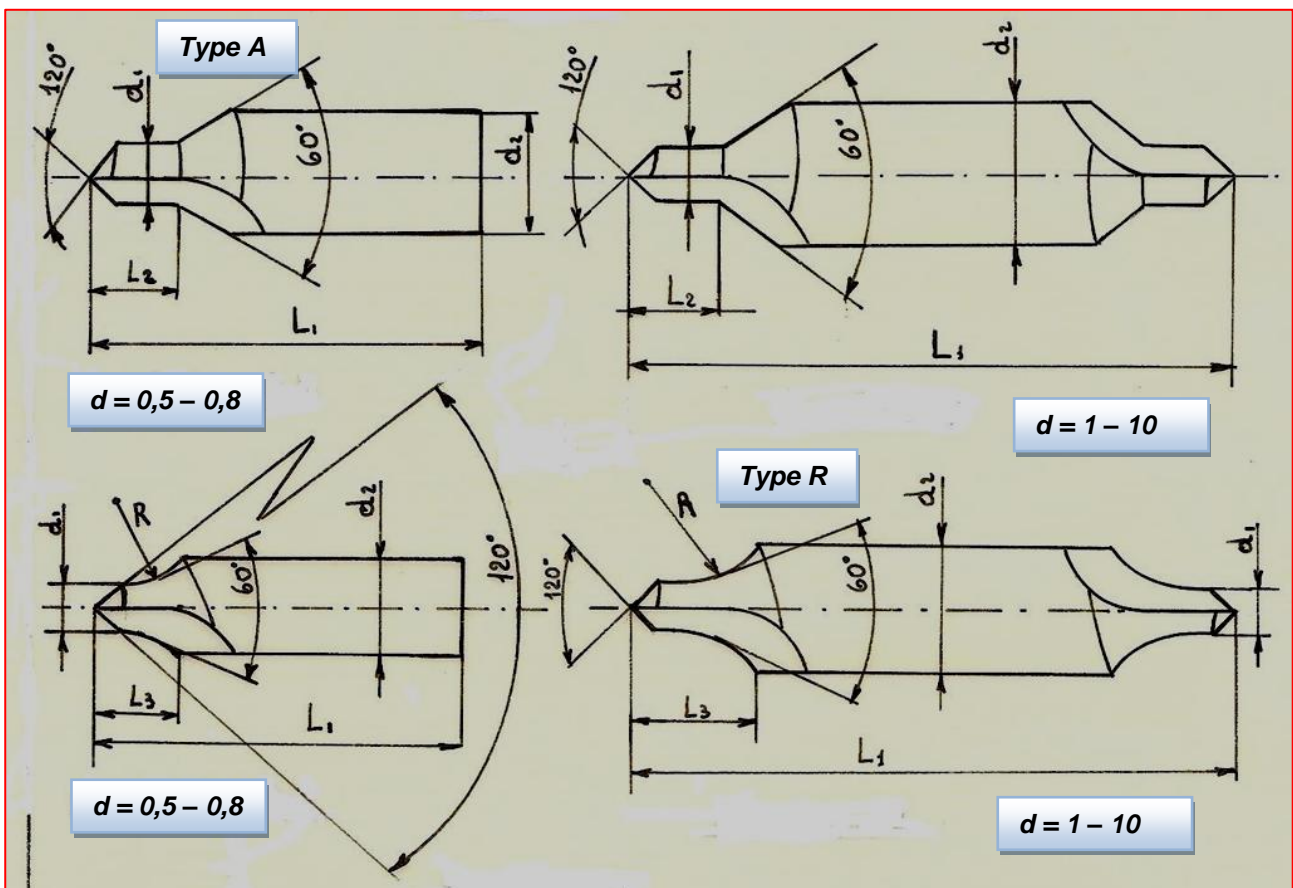 Type A
120°
d₁
60°
d₂
L₂
L₁
d = 0,5 – 0,8
120°
d₁
60°
d₂
L₂
L₁
d = 1 – 10
Type R
d₁
R
60°
d₂
120°
L₃
L₁
d = 0,5 – 0,8
120°
R
d₂
60°
d₁
L₃
L₁
d = 1 – 10